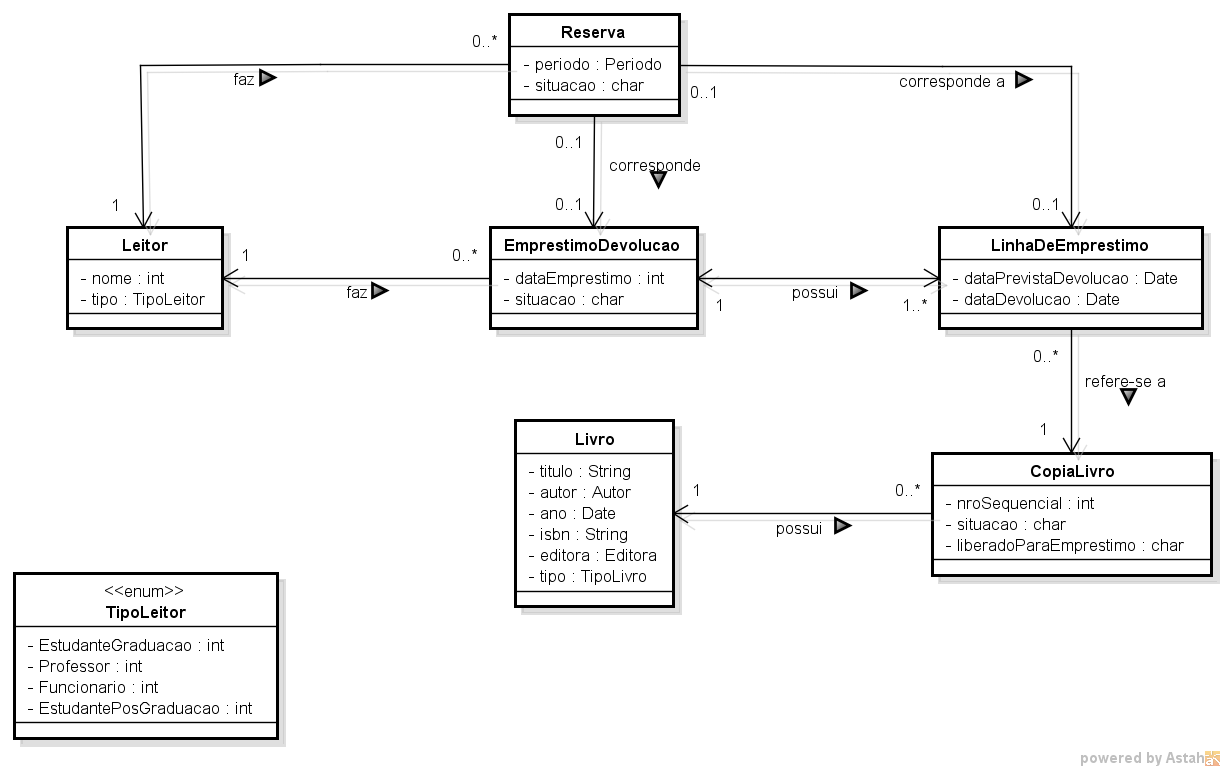 Reserva
- periodo : Periodo
- situacao : char
0..*
faz
1
0..1
corresponde
0..1
0..1
corresponde a
0..1
Leitor
- nome : int
- tipo : TipoLeitor
1
0..*
faz
EmprestimoDevolucao
- dataEmprestimo : int
- situacao : char
possui
1
1..*
LinhaDeEmprestimo
- dataPrevistaDevolucao : Date
- dataDevolucao : Date
0..*
refere-se a
1
Livro
- titulo : String
- autor : Autor
- ano : Date
- isbn : String
- editora : Editora
- tipo : TipoLivro
1
0..*
possui
CopiaLivro
- nroSequencial : int
- situacao : char
- liberadoParaEmprestimo : char
<<enum>>
TipoLeitor
- EstudanteGraduacao : int
- Professor : int
- Funcionario : int
- EstudantePosGraduacao : int
powered by Astah